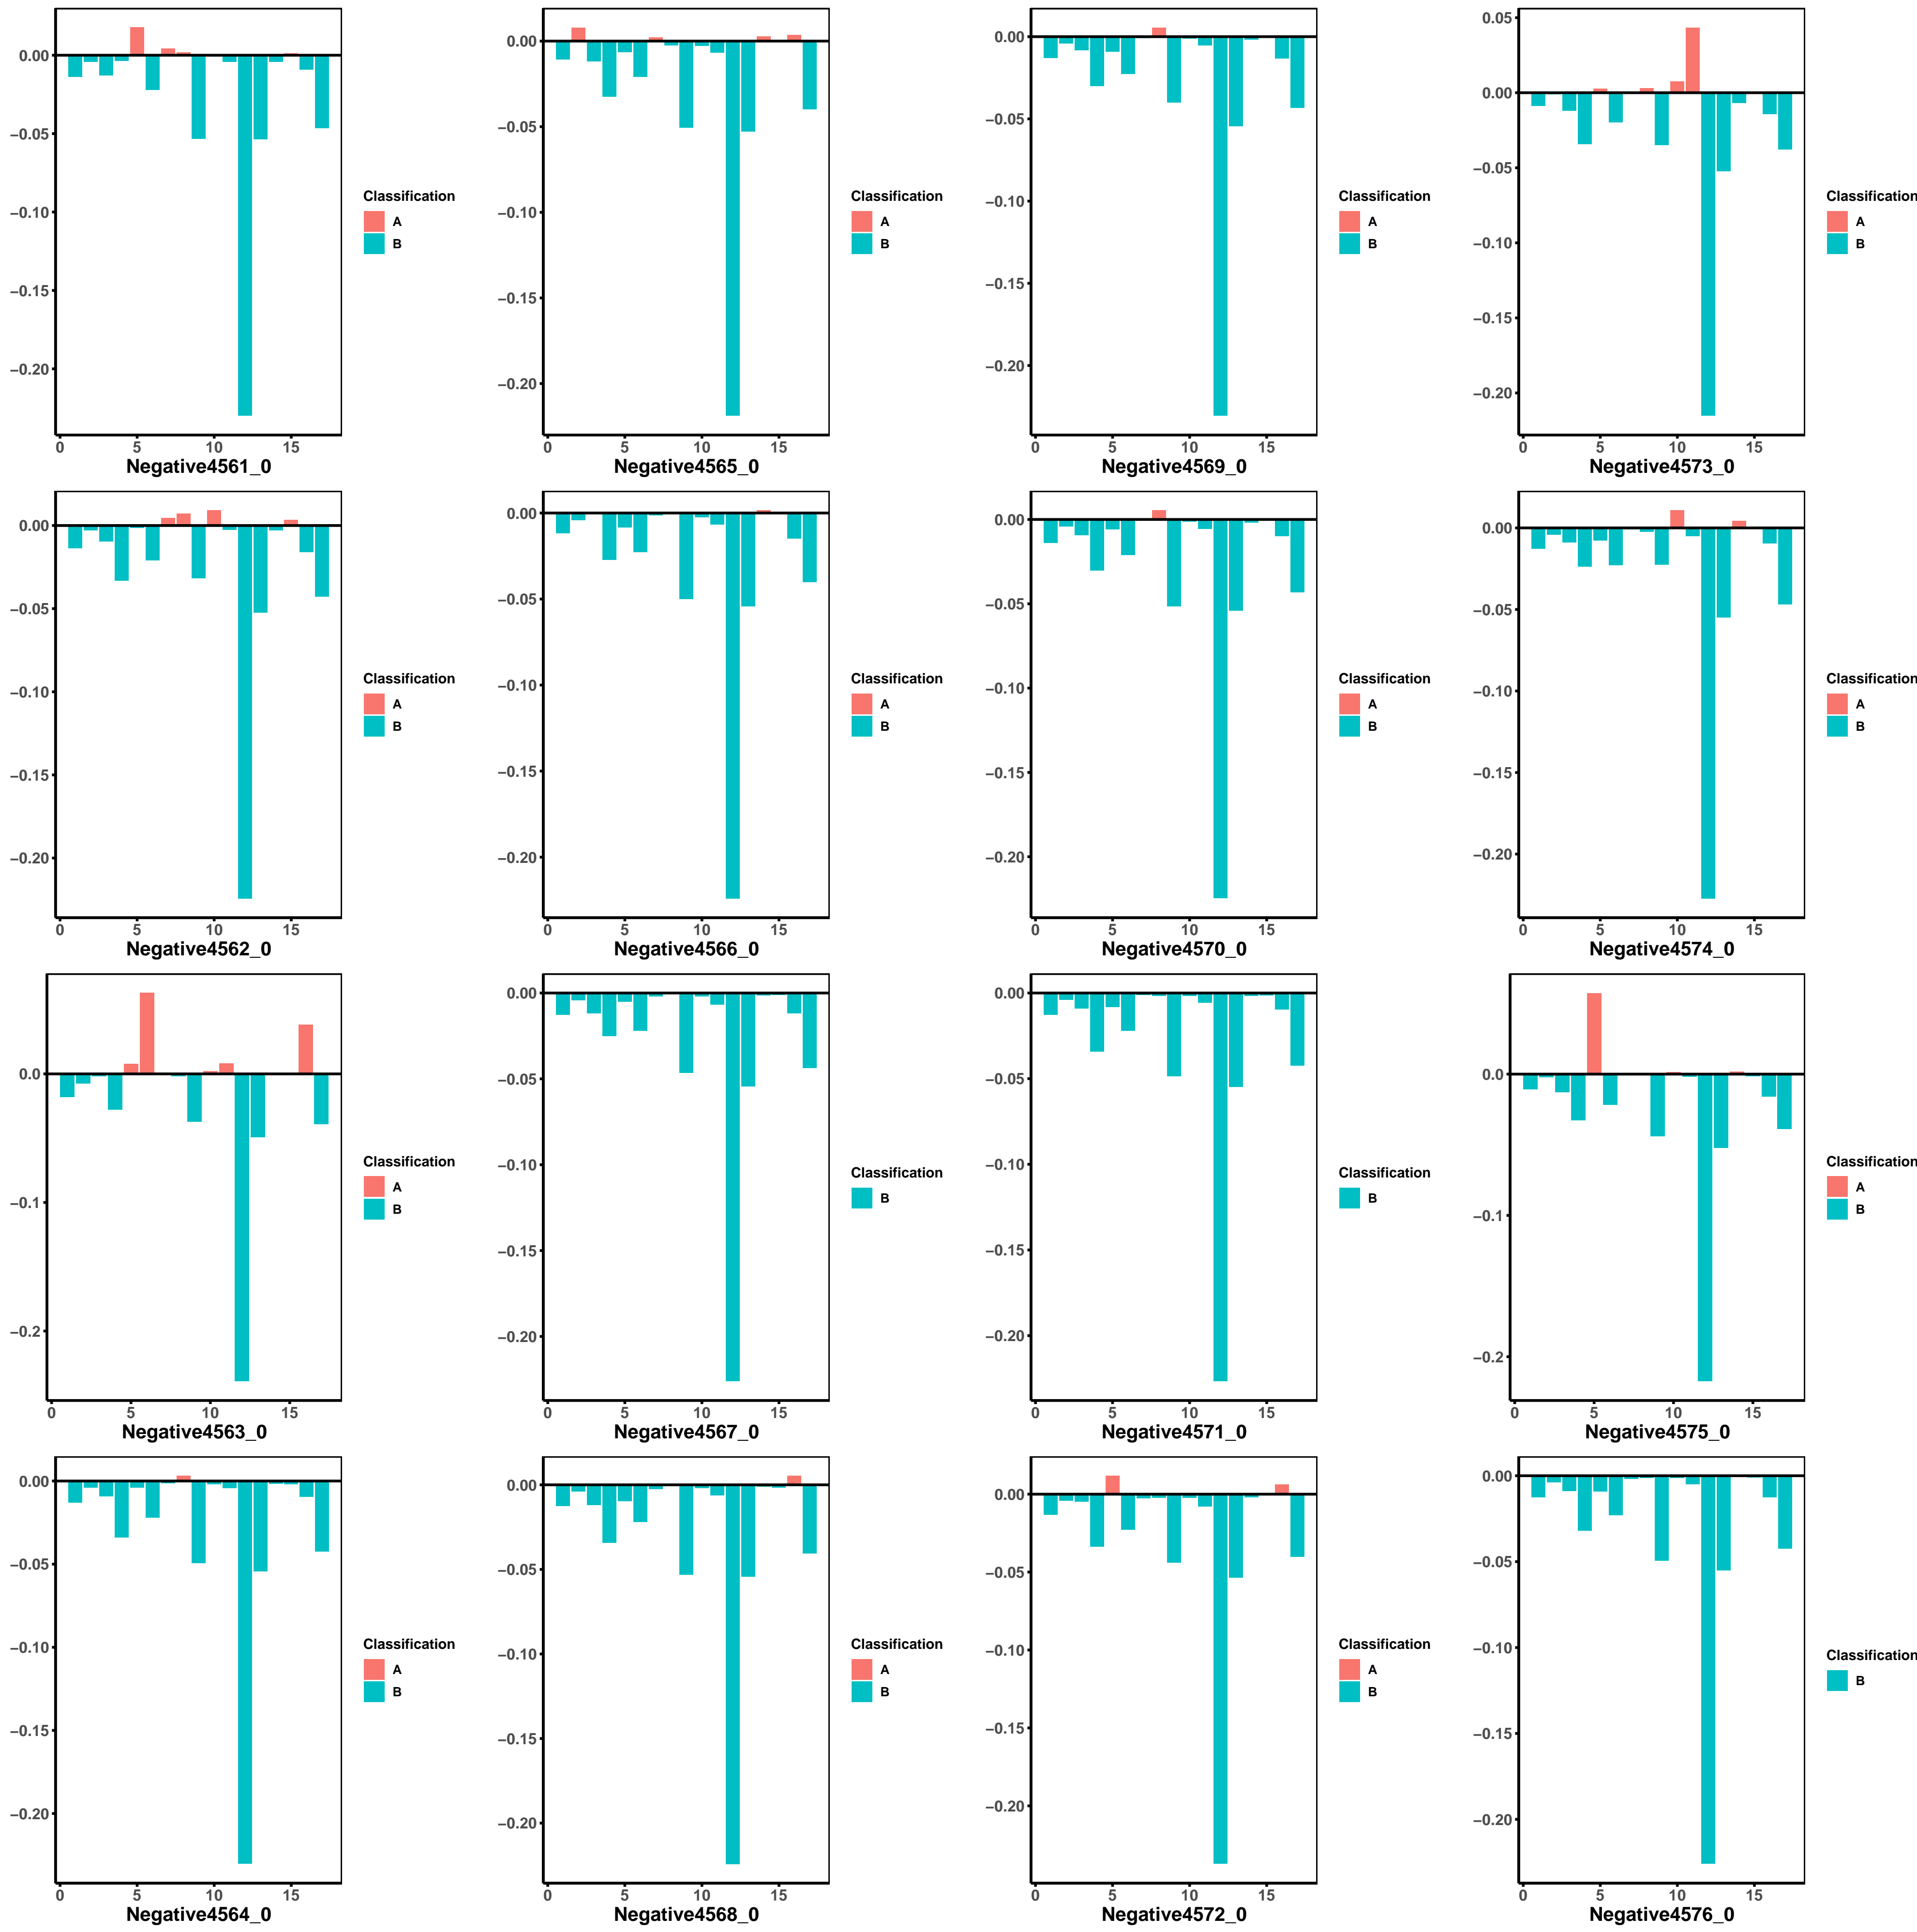 0.00
−0.05
−0.10
−0.15
−0.20
0 5 10 15
Negative4561_0
Classification
A
B
0.00
−0.05
−0.10
−0.15
−0.20
0 5 10 15
Negative4565_0
Classification
A
B
0.00
−0.05
−0.10
−0.15
−0.20
0 5 10 15
Negative4569_0
Classification
A
B
0.05
0.00
−0.05
−0.10
−0.15
−0.20
0 5 10 15
Negative4573_0
Classification
A
B
0.00
−0.05
−0.10
−0.15
−0.20
0 5 10 15
Negative4562_0
Classification
A
B
0.00
−0.05
−0.10
−0.15
−0.20
0 5 10 15
Negative4566_0
Classification
A
B
0.00
−0.05
−0.10
−0.15
−0.20
0 5 10 15
Negative4570_0
Classification
A
B
0.00
−0.05
−0.10
−0.15
−0.20
0 5 10 15
Negative4574_0
Classification
A
B
0.0
−0.1
−0.2
0 5 10 15
Negative4563_0
Classification
A
B
0.00
−0.05
−0.10
−0.15
−0.20
0 5 10 15
Negative4567_0
Classification
B
0.00
−0.05
−0.10
−0.15
−0.20
0 5 10 15
Negative4571_0
Classification
B
0.0
−0.1
−0.2
0 5 10 15
Negative4575_0
Classification
A
B
0.00
−0.05
−0.10
−0.15
−0.20
0 5 10 15
Negative4564_0
Classification
A
B
0.00
−0.05
−0.10
−0.15
−0.20
0 5 10 15
Negative4568_0
Classification
A
B
0.00
−0.05
−0.10
−0.15
−0.20
0 5 10 15
Negative4572_0
Classification
A
B
0.00
−0.05
−0.10
−0.15
−0.20
0 5 10 15
Negative4576_0
Classification
B